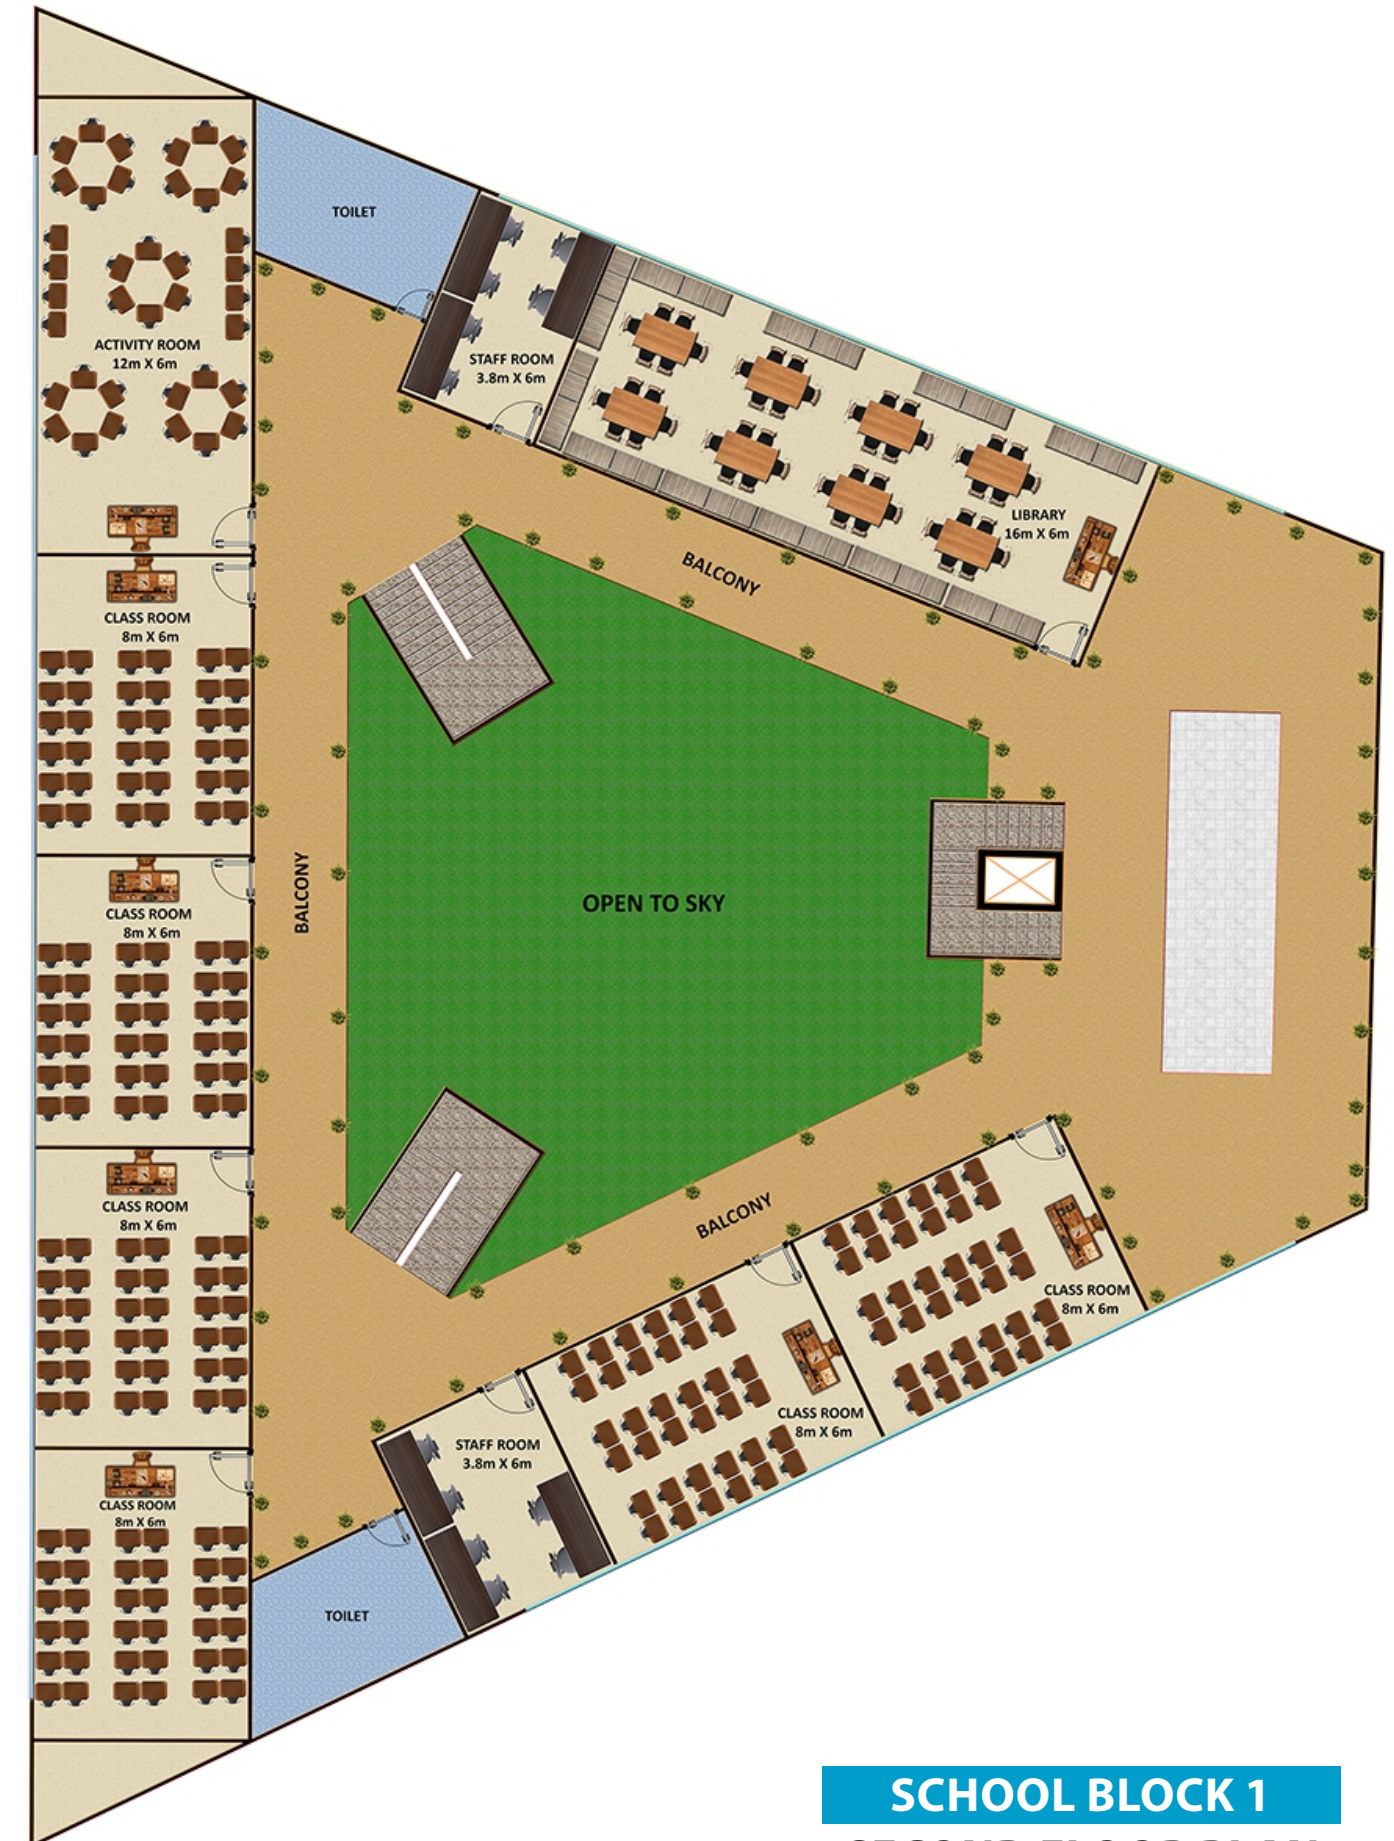 TOILET
STAFF ROOM
3.8m X 6m
ACTIVITY ROOM
12m X 6m
LIBRARY
16m X 6m
BALCONY
CLASS ROOM
8m X 6m
BALCONY
OPEN TO SKY
CLASS ROOM
8m X 6m
CLASS ROOM
8m X 6m
BALCONY
CLASS ROOM
8m X 6m
CLASS ROOM
8m X 6m
STAFF ROOM
3.8m X 6m
CLASS ROOM
8m X 6m
TOILET
SCHOOL BLOCK 1